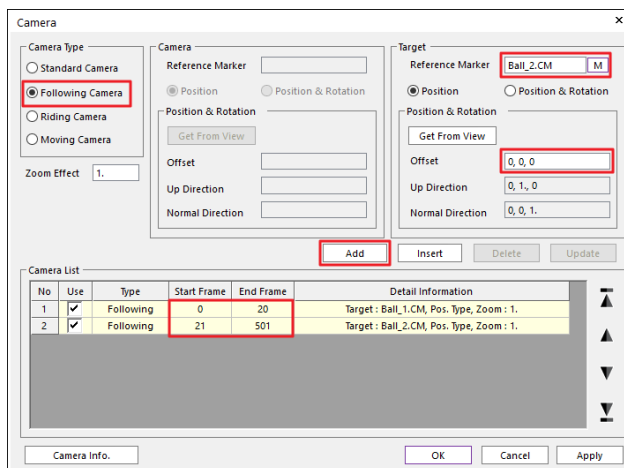 Camera
Camera Type
Standard Camera
Following Camera
Riding Camera
Moving Camera
Zoom Effect 1.
Camera
Reference Marker
Position Position & Rotation
Position & Rotation
Get From View
Offset
Up Direction
Normal Direction
Target
Reference Marker Ball_2.CM M
Position Position & Rotation
Position & Rotation
Get From View
Offset 0, 0, 0
Up Direction 0, 1., 0
Normal Direction 0, 0, 1.
Add Insert Delete Update
Camera List
No Use Type Start Frame End Frame Detail Information
1 Following 0 20 Target : Ball_1.CM, Pos. Type, Zoom : 1.
2 Following 21 501 Target : Ball_2.CM, Pos. Type, Zoom : 1.
Camera Info. OK Cancel Apply